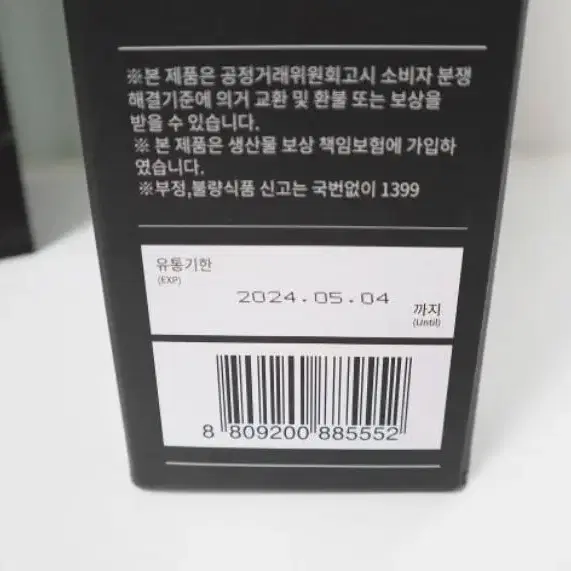 ※본 제품은 공정거래위원회고시 소비자 분쟁
해결기준에 의거 교환 및 환불 또는 보상을
받을 수 있습니다.
※ 본 제품은 생산물 보상 책임보험에 가입하
였습니다.
※부정,불량식품 신고는 국번없이 1399
유통기한
(EXP)
2024.05.04
까지
(Until)
8 809200 885552